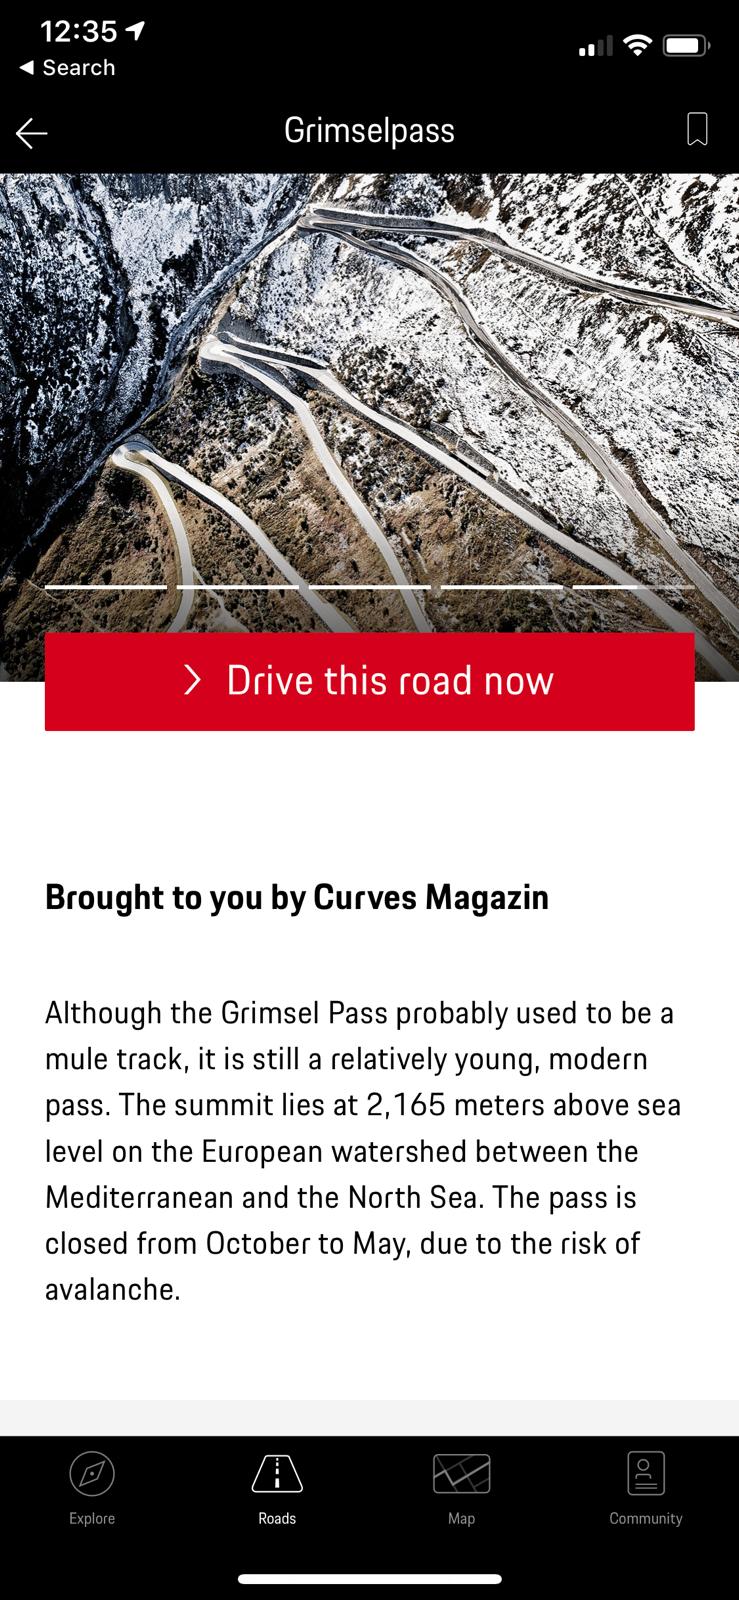 12:35
◀ Search
Grimselpass
Drive this road now
Brought to you by Curves Magazin
Although the Grimsel Pass probably used to be a
mule track, it is still a relatively young, modern
pass. The summit lies at 2,165 meters above sea
level on the European watershed between the
Mediterranean and the North Sea. The pass is
closed from October to May, due to the risk of
avalanche.
Explore
Roads
Map
Community